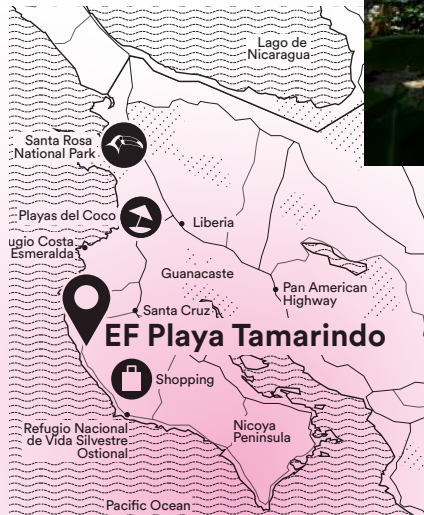 Lago de
Nicaragua
Santa Rosa
National Park
Playas del Coco
Liberia
ugio Costa
Esmeralda
Guanacaste
Pan American
Highway
Santa Cruz
EF Playa Tamarindo
Shopping
Refugio Nacional
de Vida Silvestre
Ostional
Nicoya
Peninsula
Pacific Ocean